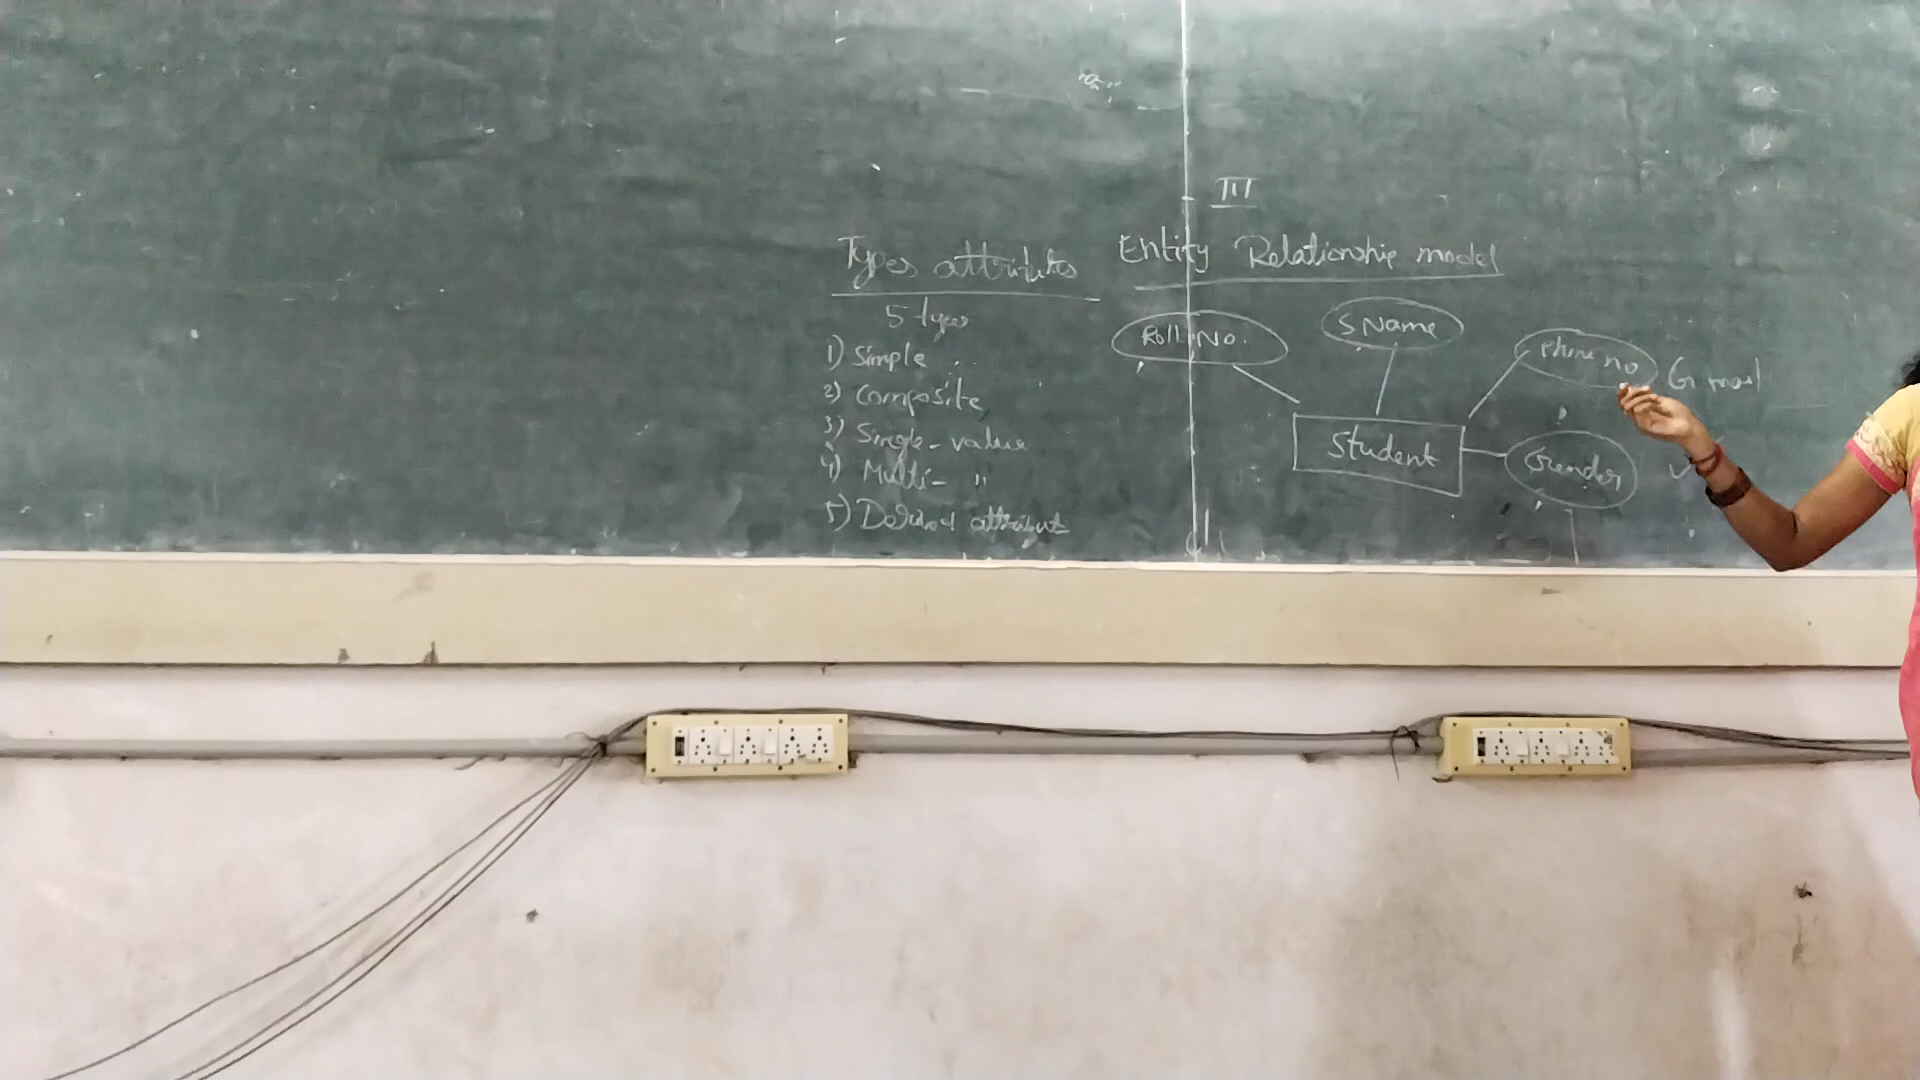 III
Entity Relationship model
Types attributes
5 types
1) Simple
2) Composite
3) Single-value
4) Multi- "
5) Derived attribute
Roll No.
S Name
Phone no
G mail
Student
Gender